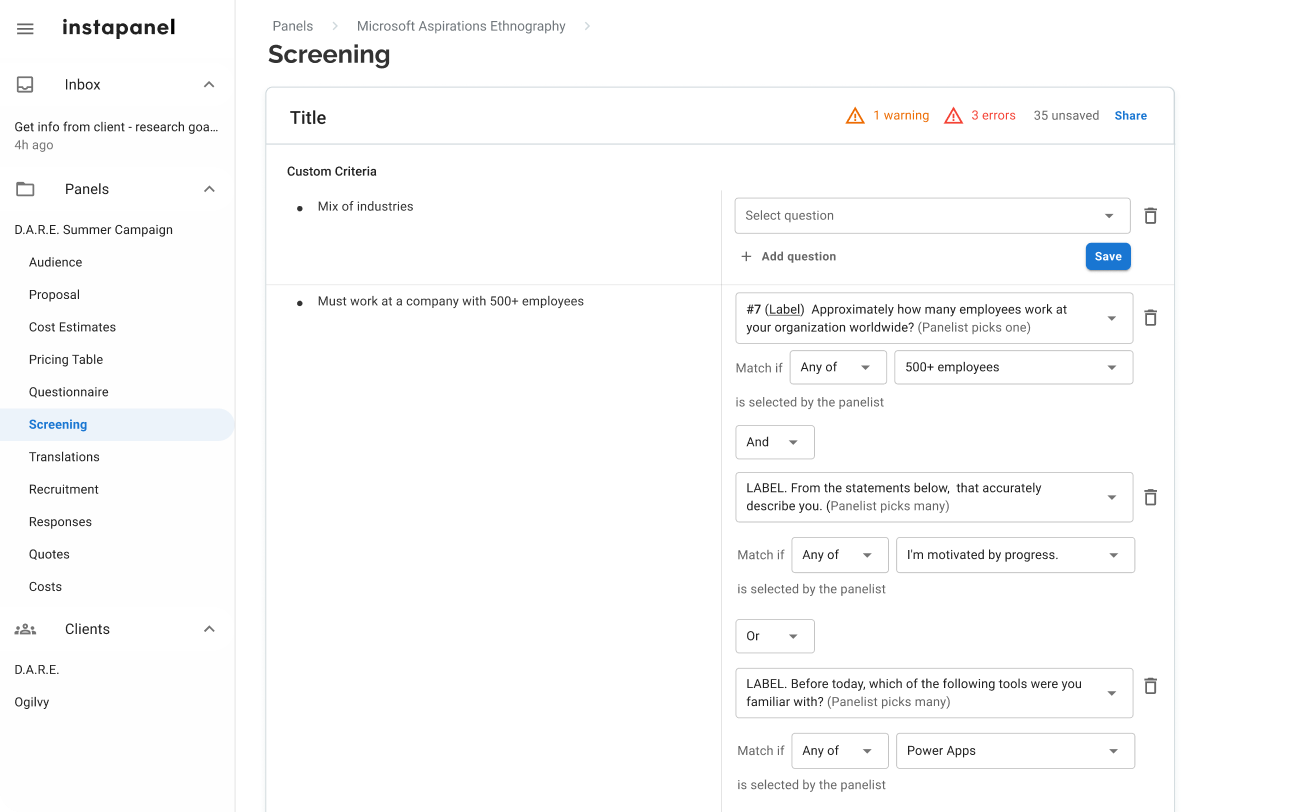 instapanel
Inbox
Get info from client - research goa...
4h ago
Panels
D.A.R.E. Summer Campaign
Audience
Proposal
Cost Estimates
Pricing Table
Questionnaire
Screening
Translations
Recruitment
Responses
Quotes
Costs
Clients
D.A.R.E.
Ogilvy
Panels
Microsoft Aspirations Ethnography
Screening
Title
1 warning
3 errors
35 unsaved
Share
Custom Criteria
Mix of industries
Select question
Add question
Save
Must work at a company with 500+ employees
#7 (Label)  Approximately how many employees work at
your organization worldwide? (Panelist picks one)
Match if
Any of
500+ employees
is selected by the panelist
And
LABEL. From the statements below,  that accurately
describe you. (Panelist picks many)
Match if
Any of
I'm motivated by progress.
is selected by the panelist
Or
LABEL. Before today, which of the following tools were you
familiar with? (Panelist picks many)
Match if
Any of
Power Apps
is selected by the panelist